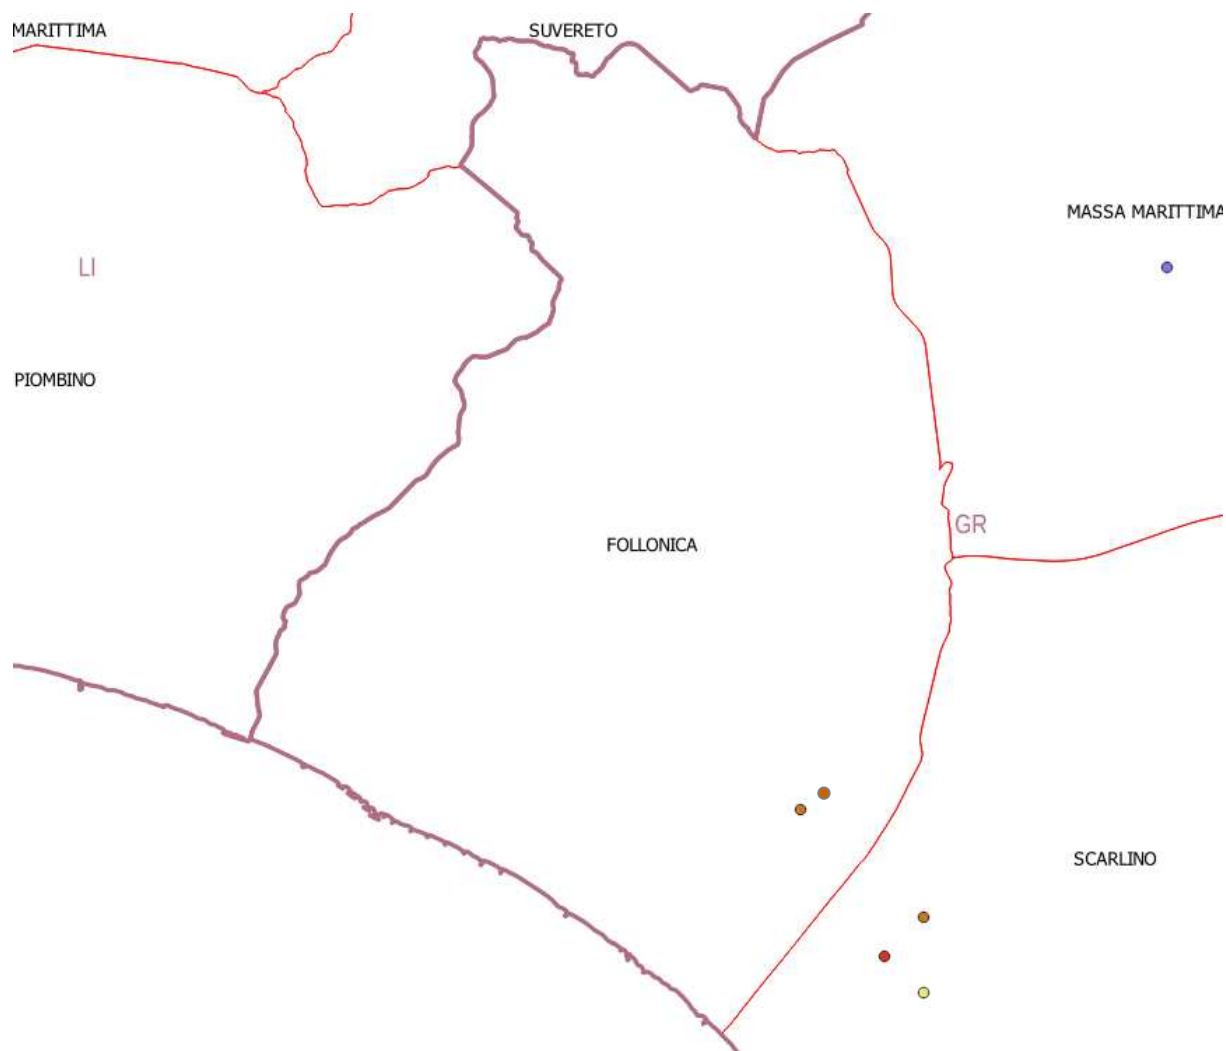 MARITTIMA
SUVERETO
MASSA MARITTIMA
LI
PIOMBINO
GR
FOLLONICA
SCARLINO